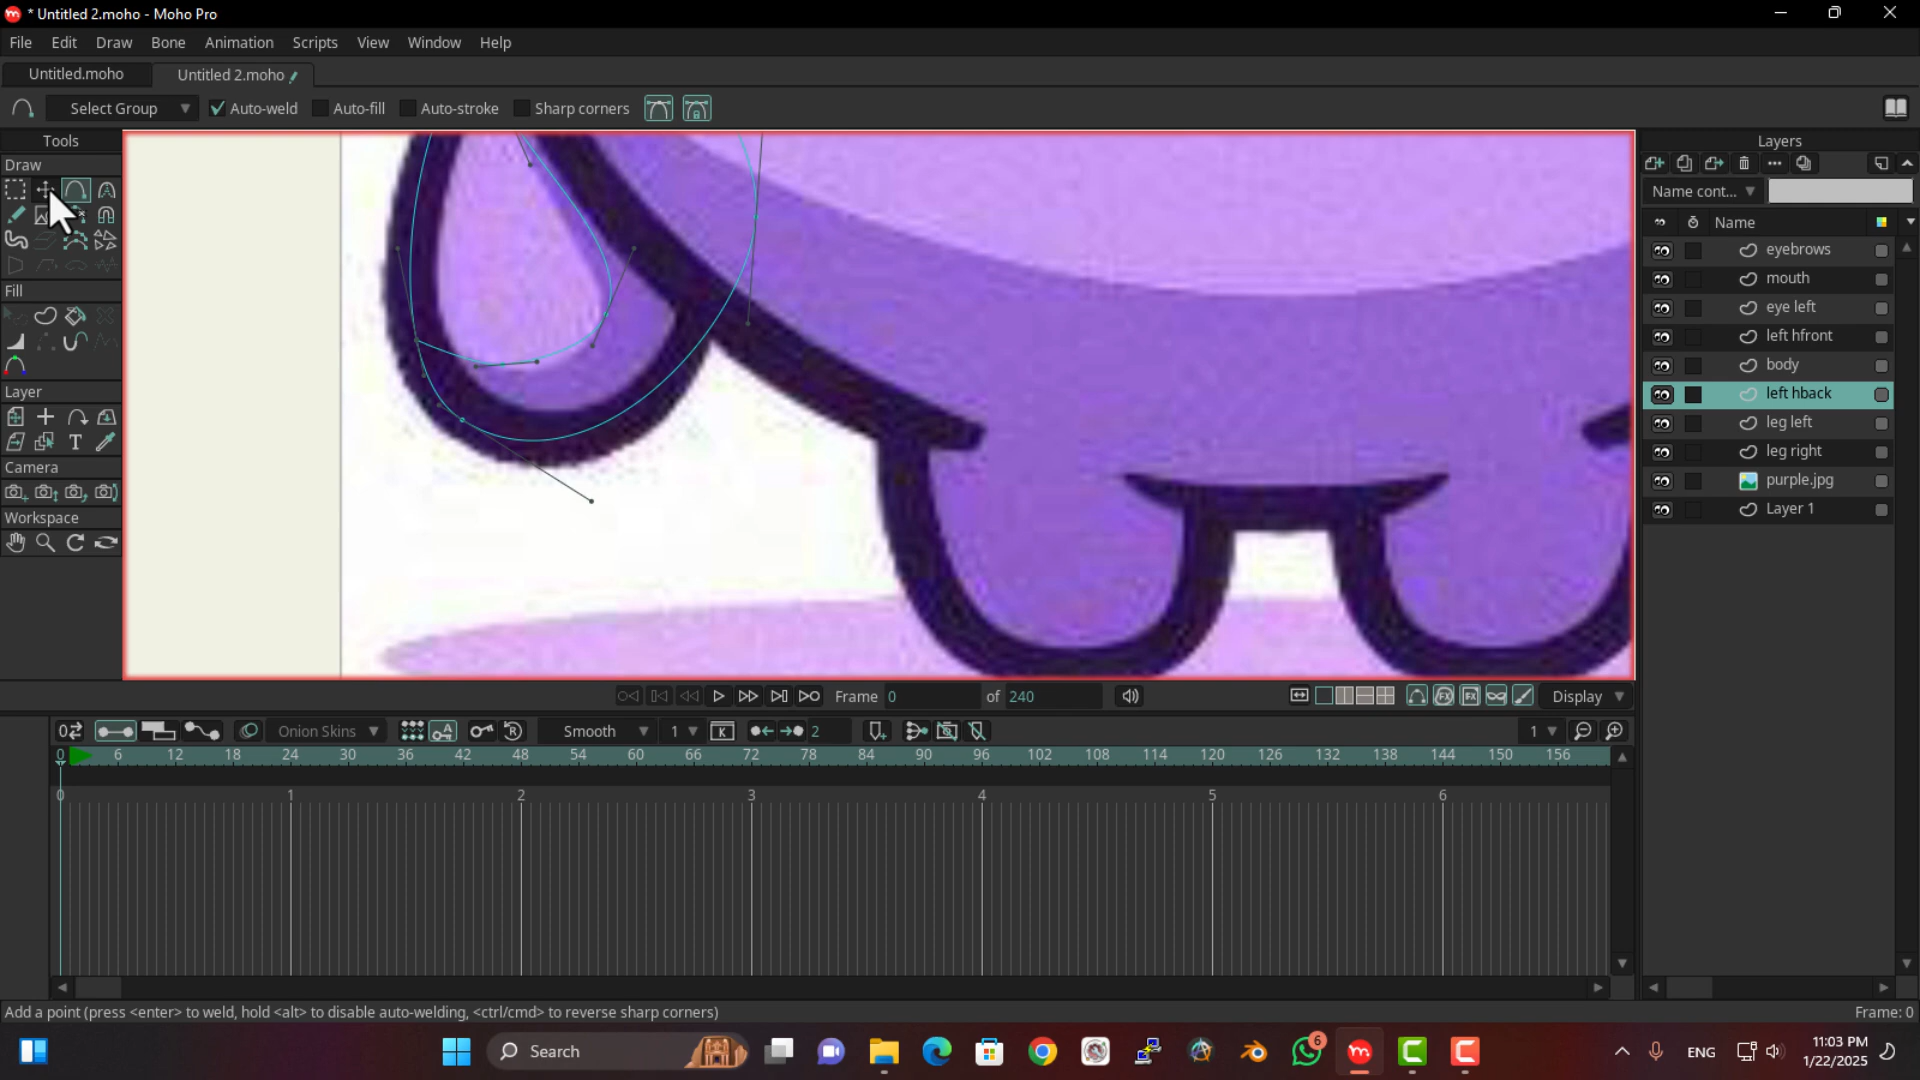 * Untitled 2.moho - Moho Pro
File Edit Draw Bone Animation Scripts View Window Help
Untitled.moho Untitled 2.moho
Select Group Auto-weld Auto-fill Auto-stroke Sharp corners
Tools
Draw
Fill
Layer
Camera
Workspace
Layers
Name cont...
Name
eyebrows
mouth
eye left
left hfront
body
left hback
leg left
leg right
purple.jpg
Layer 1
Frame 0 of 240 Display
Onion Skins Smooth 1 2 1
0 6 12 18 24 30 36 42 48 54 60 66 72 78 84 90 96 102 108 114 120 126 132 138 144 150 156
0 1 2 3 4 5 6
Add a point (press <enter> to weld, hold <alt> to disable auto-welding, <ctrl/cmd> to reverse sharp corners) Frame: 0
Search 6 ENG 11:03 PM
1/22/2025